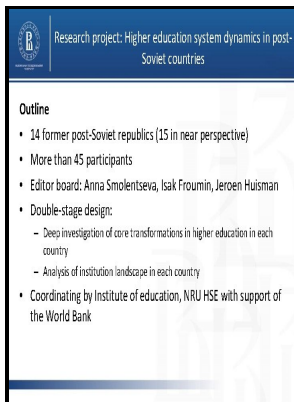 Research project: Higher education system dynamics in post-
Soviet countries
Outline
• 14 former post-Soviet republics (15 in near perspective)
• More than 45 participants
• Editor board: Anna Smolentseva, Isak Froumin, Jeroen Huisman
• Double-stage design:
– Deep investigation of core transformations in higher education in each
country
– Analysis of institution landscape in each country
• Coordinating by Institute of education, NRU HSE with support of
the World Bank